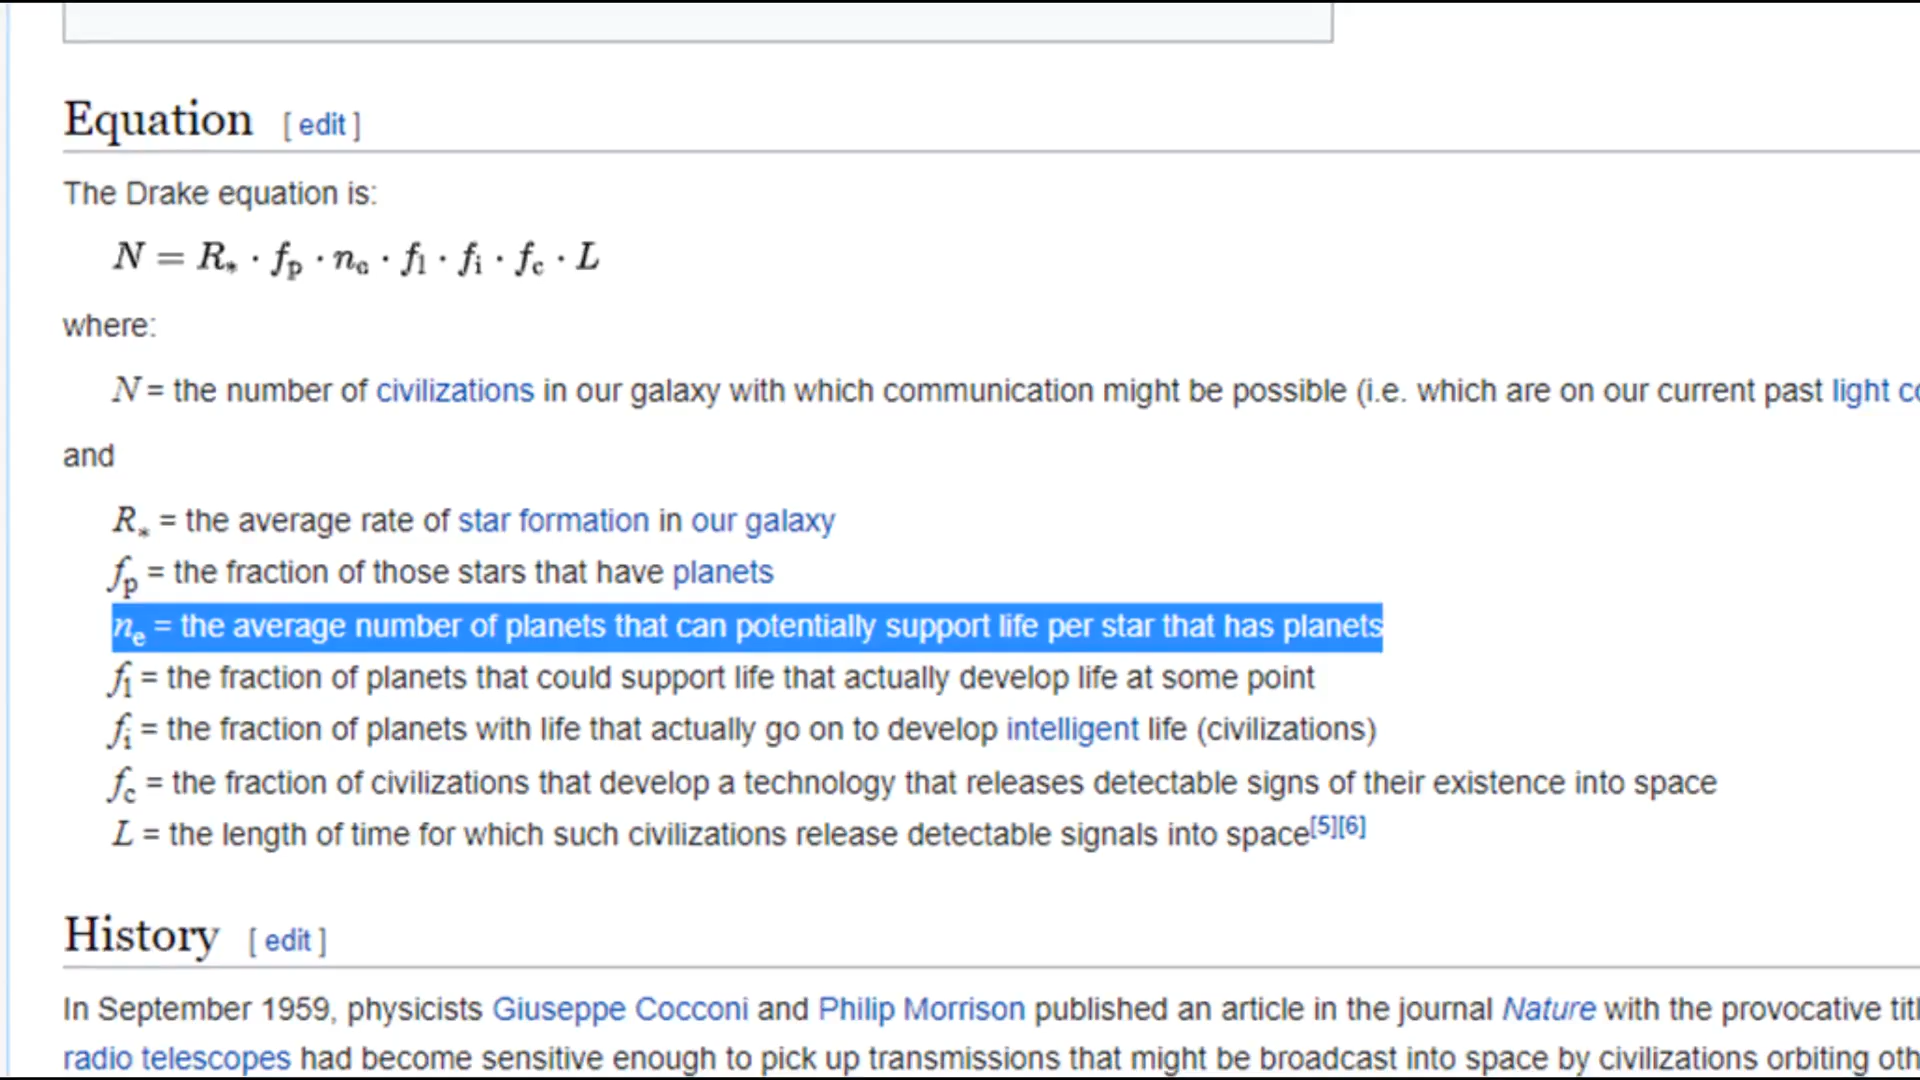 Equation [ edit ]
The Drake equation is:
N = R* · fp · ne · fl · fi · fc · L
where:
N = the number of civilizations in our galaxy with which communication might be possible (i.e. which are on our current past light
and
R* = the average rate of star formation in our galaxy
fp = the fraction of those stars that have planets
ne = the average number of planets that can potentially support life per star that has planets
fl = the fraction of planets that could support life that actually develop life at some point
fi = the fraction of planets with life that actually go on to develop intelligent life (civilizations)
fc = the fraction of civilizations that develop a technology that releases detectable signs of their existence into space
L = the length of time for which such civilizations release detectable signals into space[5][6]
History [ edit ]
In September 1959, physicists Giuseppe Cocconi and Philip Morrison published an article in the journal Nature with the provocative
radio telescopes had become sensitive enough to pick up transmissions that might be broadcast into space by civilizations orbiting